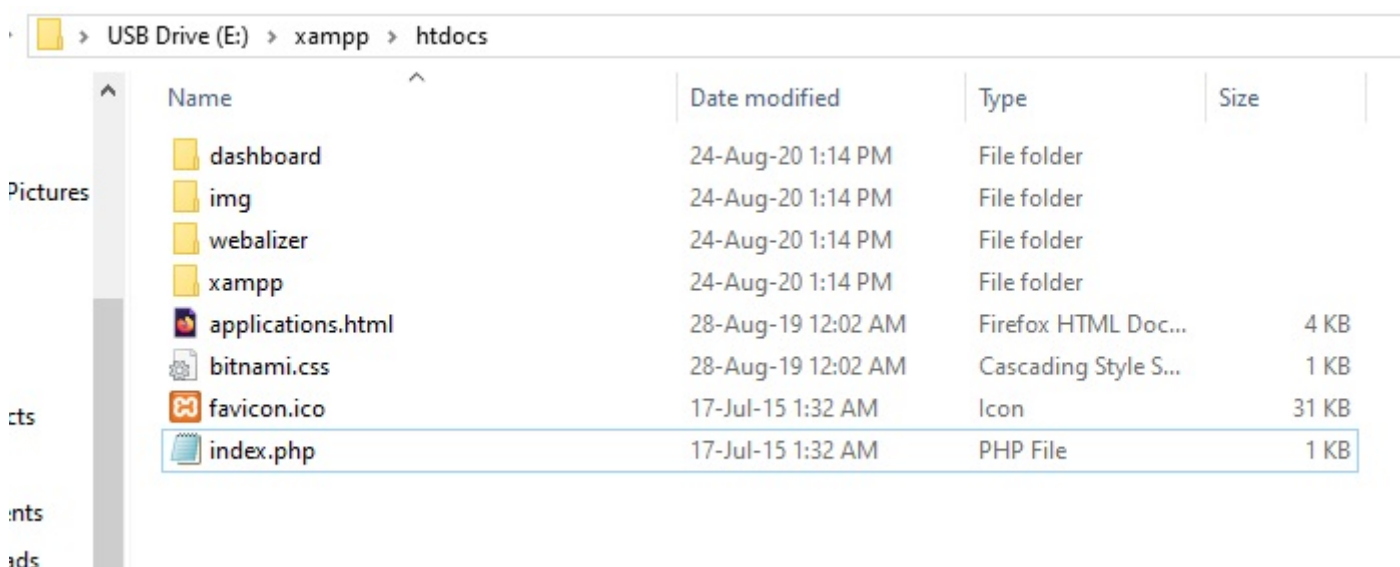 USB Drive (E:) > xampp > htdocs
Name Date modified Type Size
dashboard 24-Aug-20 1:14 PM File folder
Pictures
img 24-Aug-20 1:14 PM File folder
webalizer 24-Aug-20 1:14 PM File folder
xampp 24-Aug-20 1:14 PM File folder
applications.html 28-Aug-19 12:02 AM Firefox HTML Doc... 4 KB
bitnami.css 28-Aug-19 12:02 AM Cascading Style S... 1 KB
cts
favicon.ico 17-Jul-15 1:32 AM Icon 31 KB
index.php 17-Jul-15 1:32 AM PHP File 1 KB
nts
ads